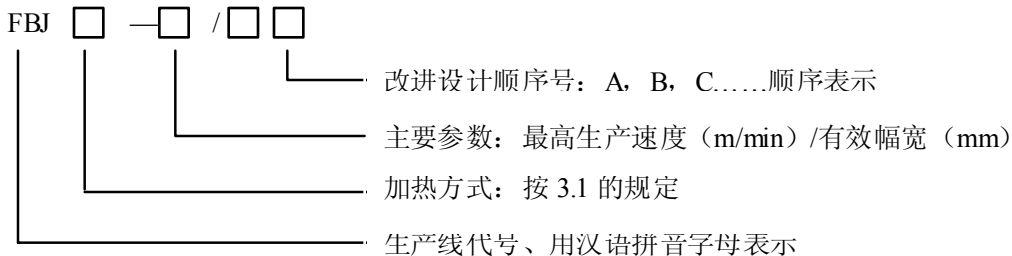 FBJ □ —□ /□ □
改进设计顺序号：A，B，C……顺序表示
主要参数：最高生产速度（m/min）/有效幅宽（mm）
加热方式：按 3.1 的规定
生产线代号、用汉语拼音字母表示